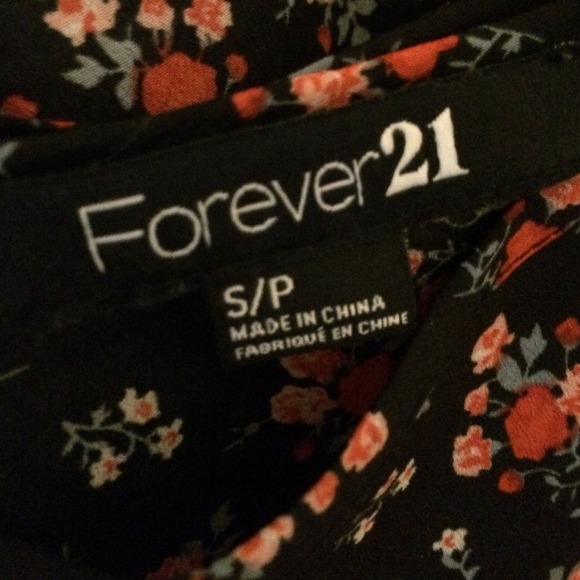 Forever21
S/P
MADE IN CHINA
FABRIQUÉ EN CHINE